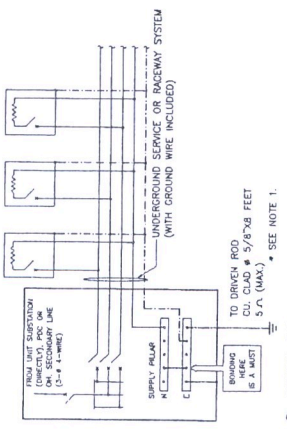 FROM UNIT SUBSTATION
(DIRECTLY), PDC OR
OH. SECONDARY LINE
(3-Ø 4-WIRE)
SUPPLY PILLAR
N
C
BONDING
HERE
IS A MUST
UNDERGROUND SERVICE OR RACEWAY SYSTEM
(WITH GROUND WIRE INCLUDED)
TO DRIVEN ROD
CU. CLAD Ø 5/8"X8 FEET
5 Ω (MAX.)
* SEE NOTE 1.